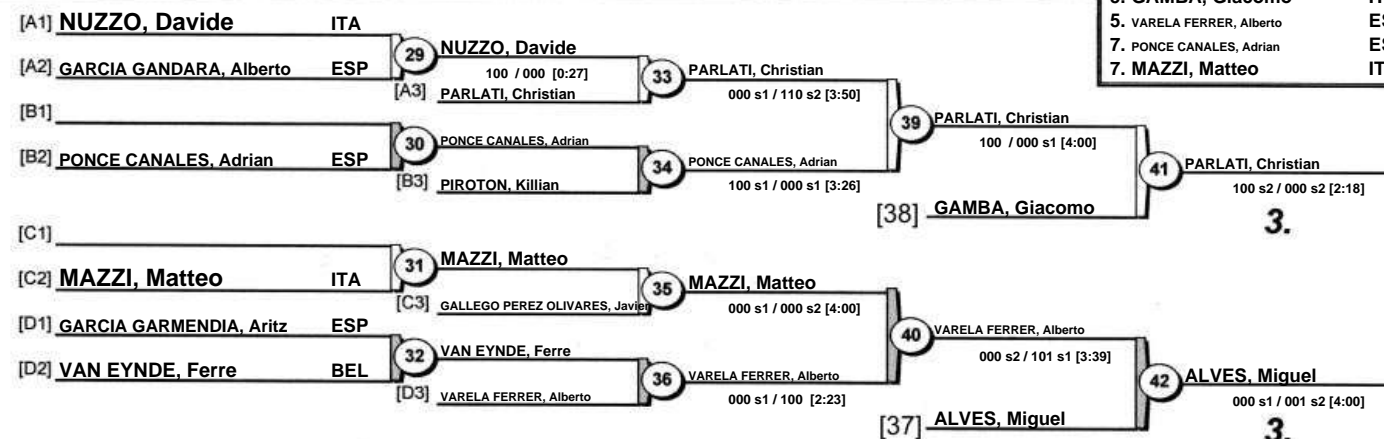 3. GAMBA, Giacomo
5. VARELA FERRER, Alberto ES
7. PONCE CANALES, Adrian ES
7. MAZZI, Matteo IT
[A1] NUZZO, Davide ITA
[A2] GARCIA GANDARA, Alberto ESP
29
NUZZO, Davide
100 / 000 [0:27]
[A3] PARLATI, Christian
33
PARLATI, Christian
000 s1 / 110 s2 [3:50]
[B1]
[B2] PONCE CANALES, Adrian ESP
30
PONCE CANALES, Adrian
[B3] PIROTON, Killian
34
PONCE CANALES, Adrian
100 s1 / 000 s1 [3:26]
39
PARLATI, Christian
100 / 000 s1 [4:00]
[38] GAMBA, Giacomo
41
PARLATI, Christian
100 s2 / 000 s2 [2:18]
3.
[C1]
[C2] MAZZI, Matteo ITA
31
MAZZI, Matteo
[C3] GALLEGO PEREZ OLIVARES, Javier
35
MAZZI, Matteo
000 s1 / 000 s2 [4:00]
[D1] GARCIA GARMENDIA, Aritz ESP
[D2] VAN EYNDE, Ferre BEL
32
VAN EYNDE, Ferre
[D3] VARELA FERRER, Alberto
36
VARELA FERRER, Alberto
000 s1 / 100 [2:23]
40
VARELA FERRER, Alberto
000 s2 / 101 s1 [3:39]
[37] ALVES, Miguel
42
ALVES, Miguel
000 s1 / 001 s2 [4:00]
3.